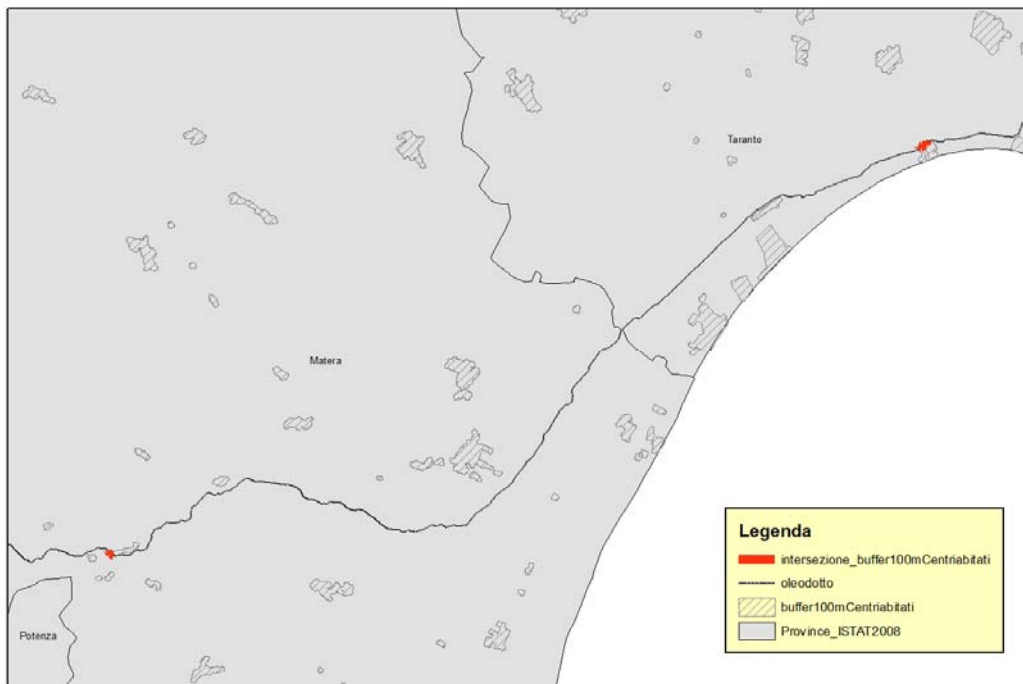 Taranto
Matera
Potenza
Legenda
intersezione_buffer100mCentriabitati
oleodotto
buffer100mCentriabitati
Province_ISTAT2008